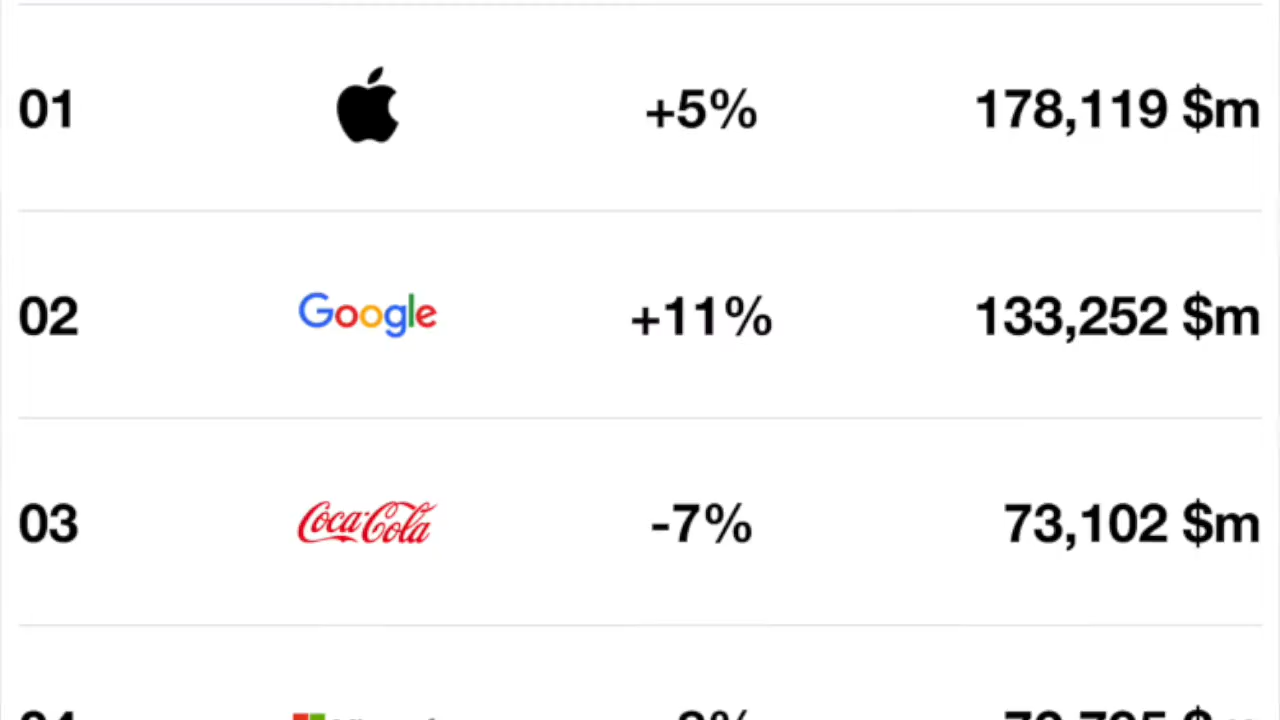 01 +5% 178,119 $m
02 Google +11% 133,252 $m
03 Coca-Cola -7% 73,102 $m